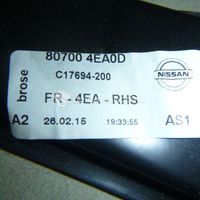 80700 4EA0D
brose
C17694-200
NISSAN
FR - 4EA - RHS
A2 26.02.15 19:33:55 AS1